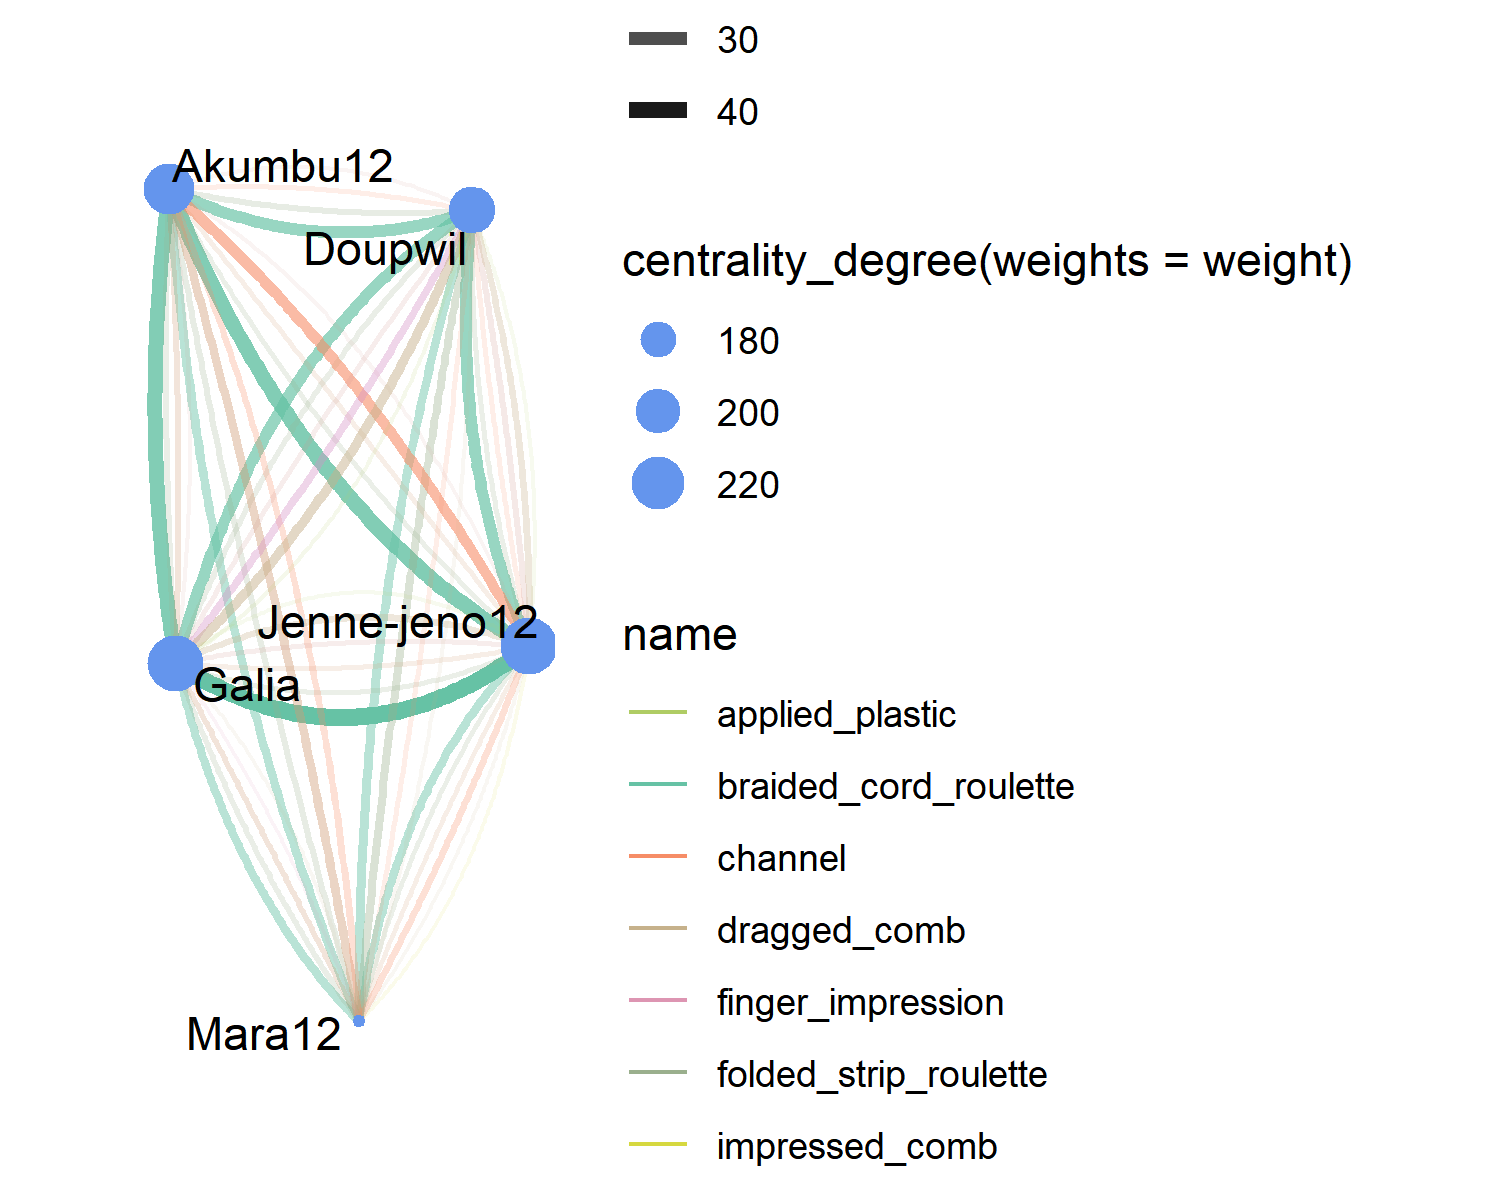 30
40
Akumbu12
Doupwil
Jenne-jeno12
Galia
Mara12
centrality_degree(weights = weight)
180
200
220
name
applied_plastic
braided_cord_roulette
channel
dragged_comb
finger_impression
folded_strip_roulette
impressed_comb